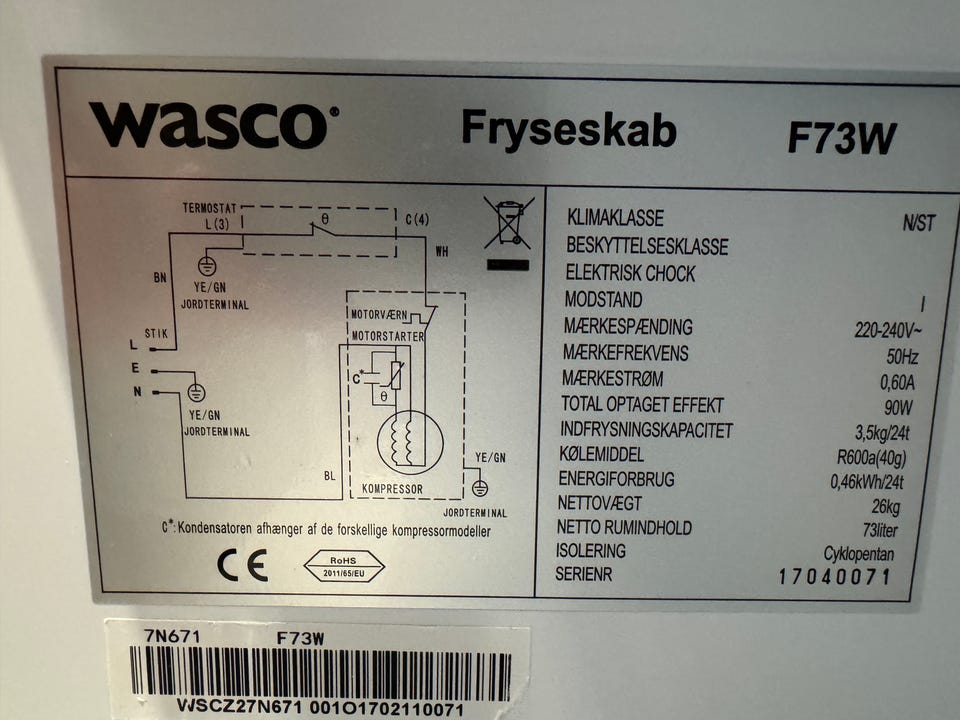 wasco®
Fryseskab
F73W
TERMOSTAT
L(3)
θ
C(4)
WH
BN
YE/GN
JORDTERMINAL
MOTORVÆRN
MOTORSTARTER
STIK
L
E
N
C*
θ
YE/GN
JORDTERMINAL
BL
KOMPRESSOR
YE/GN
JORDTERMINAL
C*:Kondensatoren afhænger af de forskellige kompressormodeller
CE
RoHS
2011/65/EU
KLIMAKLASSE N/ST
BESKYTTELSESKLASSE
ELEKTRISK CHOCK
MODSTAND I
MÆRKESPÆNDING 220-240V~
MÆRKEFREKVENS 50Hz
MÆRKESTRØM 0,60A
TOTAL OPTAGET EFFEKT 90W
INDFRYSNINGSKAPACITET 3,5kg/24t
KØLEMIDDEL R600a(40g)
ENERGIFORBRUG 0,46kWh/24t
NETTOVÆGT 26kg
NETTO RUMINDHOLD 73liter
ISOLERING Cyklopentan
SERIENR 17040071
7N671 F73W
WSCZ27N671 001O1702110071